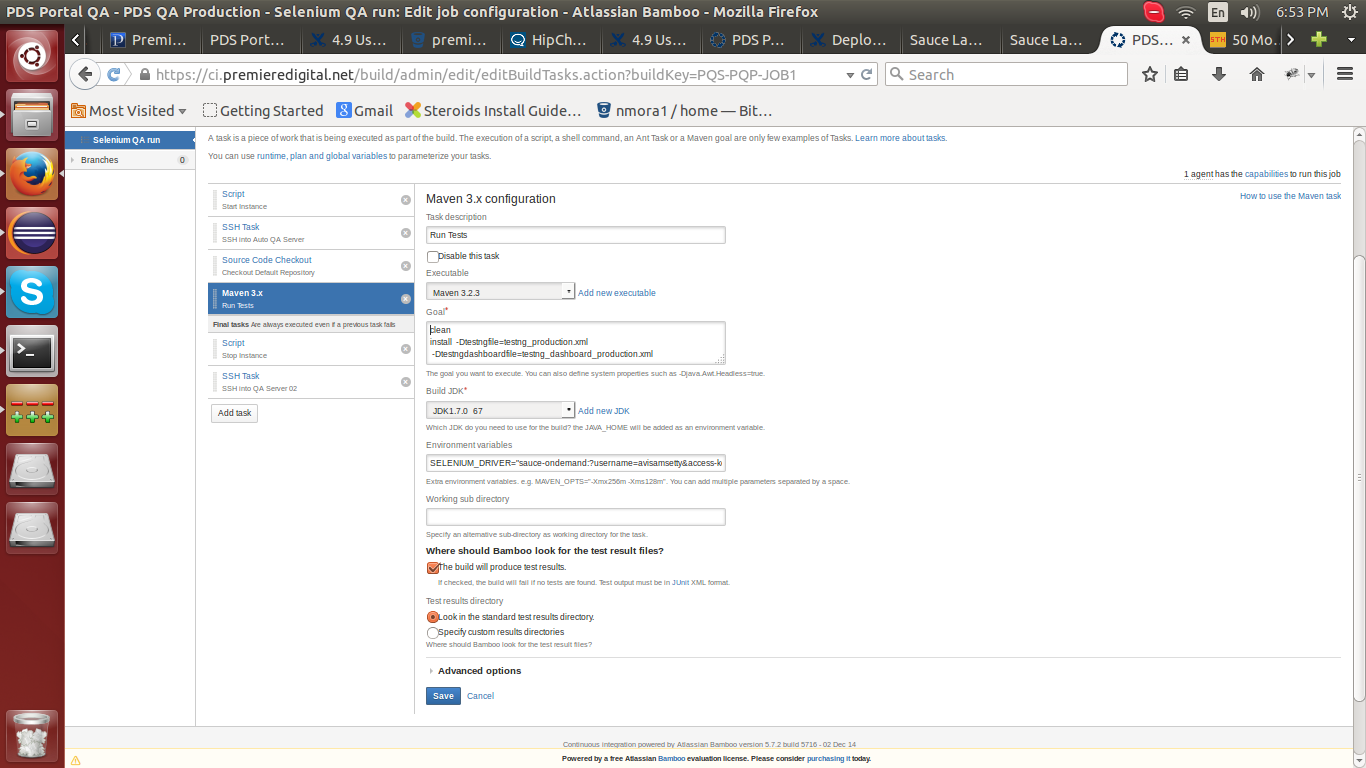 PDS Portal QA - PDS QA Production - Selenium QA run: Edit job configuration - Atlassian Bamboo - Mozilla Firefox
En
6:53 PM
Premi...
PDS Port...
4.9 Us...
premi...
HipCh...
4.9 Us...
PDS P...
Deplo...
Sauce La...
Sauce La...
PDS...
STH
50 Mo.
https://ci.premieredigital.net/build/admin/edit/editBuildTasks.action?buildKey=PQS-PQP-JOB1
Search
Most Visited
Getting Started
Gmail
Steroids Install Guide...
nmora1 / home — Bit...
Selenium QA run
Branches
0
A task is a piece of work that is being executed as part of the build. The execution of a script, a shell command, an Ant Task or a Maven goal are only few examples of Tasks. Learn more about tasks.
You can use runtime, plan and global variables to parameterize your tasks.
1 agent has the capabilities to run this job
Script
Start Instance
SSH Task
SSH into Auto QA Server
Source Code Checkout
Checkout Default Repository
Maven 3.x
Run Tests
Final tasks Are always executed even if a previous task fails
Script
Stop Instance
SSH Task
SSH into QA Server 02
Add task
Maven 3.x configuration
How to use the Maven task
Task description
Run Tests
Disable this task
Executable
Maven 3.2.3
Add new executable
Goal*
clean
install -Dtestngfile=testng_production.xml
-Dtestngdashboardfile=testng_dashboard_production.xml
The goal you want to execute. You can also define system properties such as -Djava.Awt.Headless=true.
Build JDK*
JDK1.7.0 67
Add new JDK
Which JDK do you need to use for the build? the JAVA_HOME will be added as an environment variable.
Environment variables
SELENIUM_DRIVER="sauce-ondemand:?username=avisamsetty&access-k
Extra environment variables. e.g. MAVEN_OPTS="-Xmx256m -Xms128m". You can add multiple parameters separated by a space.
Working sub directory
Specify an alternative sub-directory as working directory for the task.
Where should Bamboo look for the test result files?
The build will produce test results.
If checked, the build will fail if no tests are found. Test output must be in JUnit XML format.
Test results directory
Look in the standard test results directory.
Specify custom results directories
Where should Bamboo look for the test result files?
Advanced options
Save
Cancel
Continuous integration powered by Atlassian Bamboo version 5.7.2 build 5716 - 02 Dec 14
Powered by a free Atlassian Bamboo evaluation license. Please consider purchasing it today.